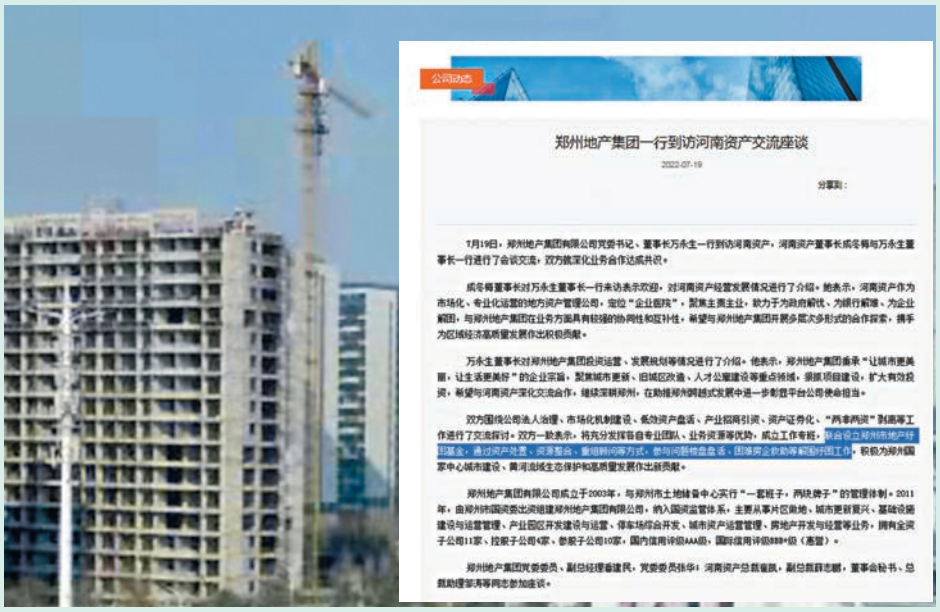 公司动态
郑州地产集团一行到访河南资产交流座谈
2022-07-19
分享到：
7月19日，郑州地产集团有限公司党委书记、董事长万永生一行到访河南资产，河南资产董事长成冬梅与万永生董
事长一行进行了会谈交流，双方就深化业务合作达成共识。
成冬梅董事长对万永生董事长一行来访表示欢迎，对河南资产经营发展情况进行了介绍。她表示，河南资产作为
市场化、专业化运营的地方资产管理公司，定位“企业医院”，聚焦主责主业，致力于为政府解忧、为银行解难、为企业
解困，与郑州地产集团在业务方面具有较强的协同性和互补性，希望与郑州地产集团开展多层次多形式的合作探索，携手
为区域经济高质量发展作出积极贡献。
万永生董事长对郑州地产集团投资运营、发展规划等情况进行了介绍。他表示，郑州地产集团秉承“让城市更美
丽，让生活更美好”的企业宗旨，聚焦城市更新、旧城区改造、人才公寓建设等重点领域，狠抓项目建设，扩大有效投
资，希望与河南资产深化交流合作，继续深耕郑州，在助推郑州跨越式发展中进一步彰显平台公司使命担当。
双方围绕公司法人治理、市场化机制建设、低效资产盘活、产业招商引资、资产证券化、“两非两资”剥离等工
作进行了交流探讨。双方一致表示，将充分发挥各自专业团队、业务资源等优势，成立工作专班，联合设立郑州市地产纾
困基金，通过资产处置、资源整合、重组顾问等方式，参与问题楼盘盘活、困难房企救助等解围纾困工作，积极为郑州国
家中心城市建设、黄河流域生态保护和高质量发展作出新贡献。
郑州地产集团有限公司成立于2003年，与郑州市土地储备中心实行“一套班子，两块牌子”的管理体制。2011
年，由郑州市国资委出资组建郑州地产集团有限公司，纳入国资监管体系，主要从事片区做地、城市更新复兴、基础设施
建设与运营管理、产业园区开发建设与运营、停车场综合开发、城市资产运营管理、房地产开发与经营等业务，拥有全资
子公司11家、控股子公司4家、参股子公司10家，国内信用评级AAA级，国际信用评级BBB+级（惠誉）。
郑州地产集团党委委员、副总经理番建民，党委委员张华；河南资产总裁崔凯，副总裁薛志鹏，董事会秘书、总
裁助理邹涛等同志参加座谈。